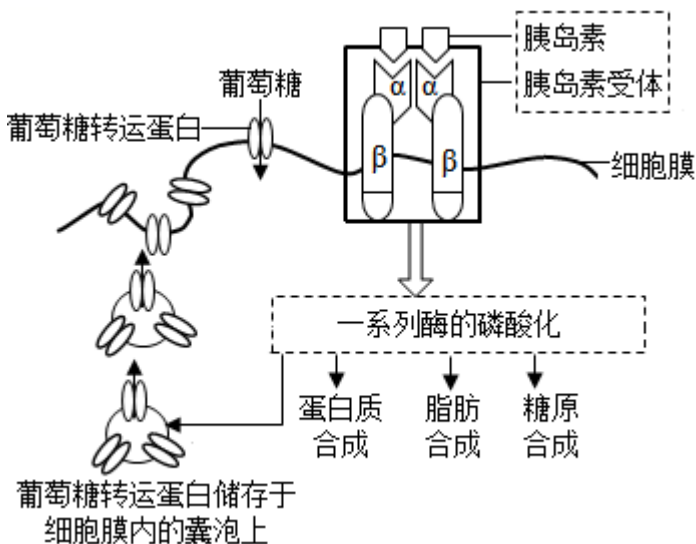 胰岛素
葡萄糖
胰岛素受体
α
α
葡萄糖转运蛋白
β
β
细胞膜
一系列酶的磷酸化
蛋白质
合成
脂肪
合成
糖原
合成
葡萄糖转运蛋白储存于
细胞膜内的囊泡上